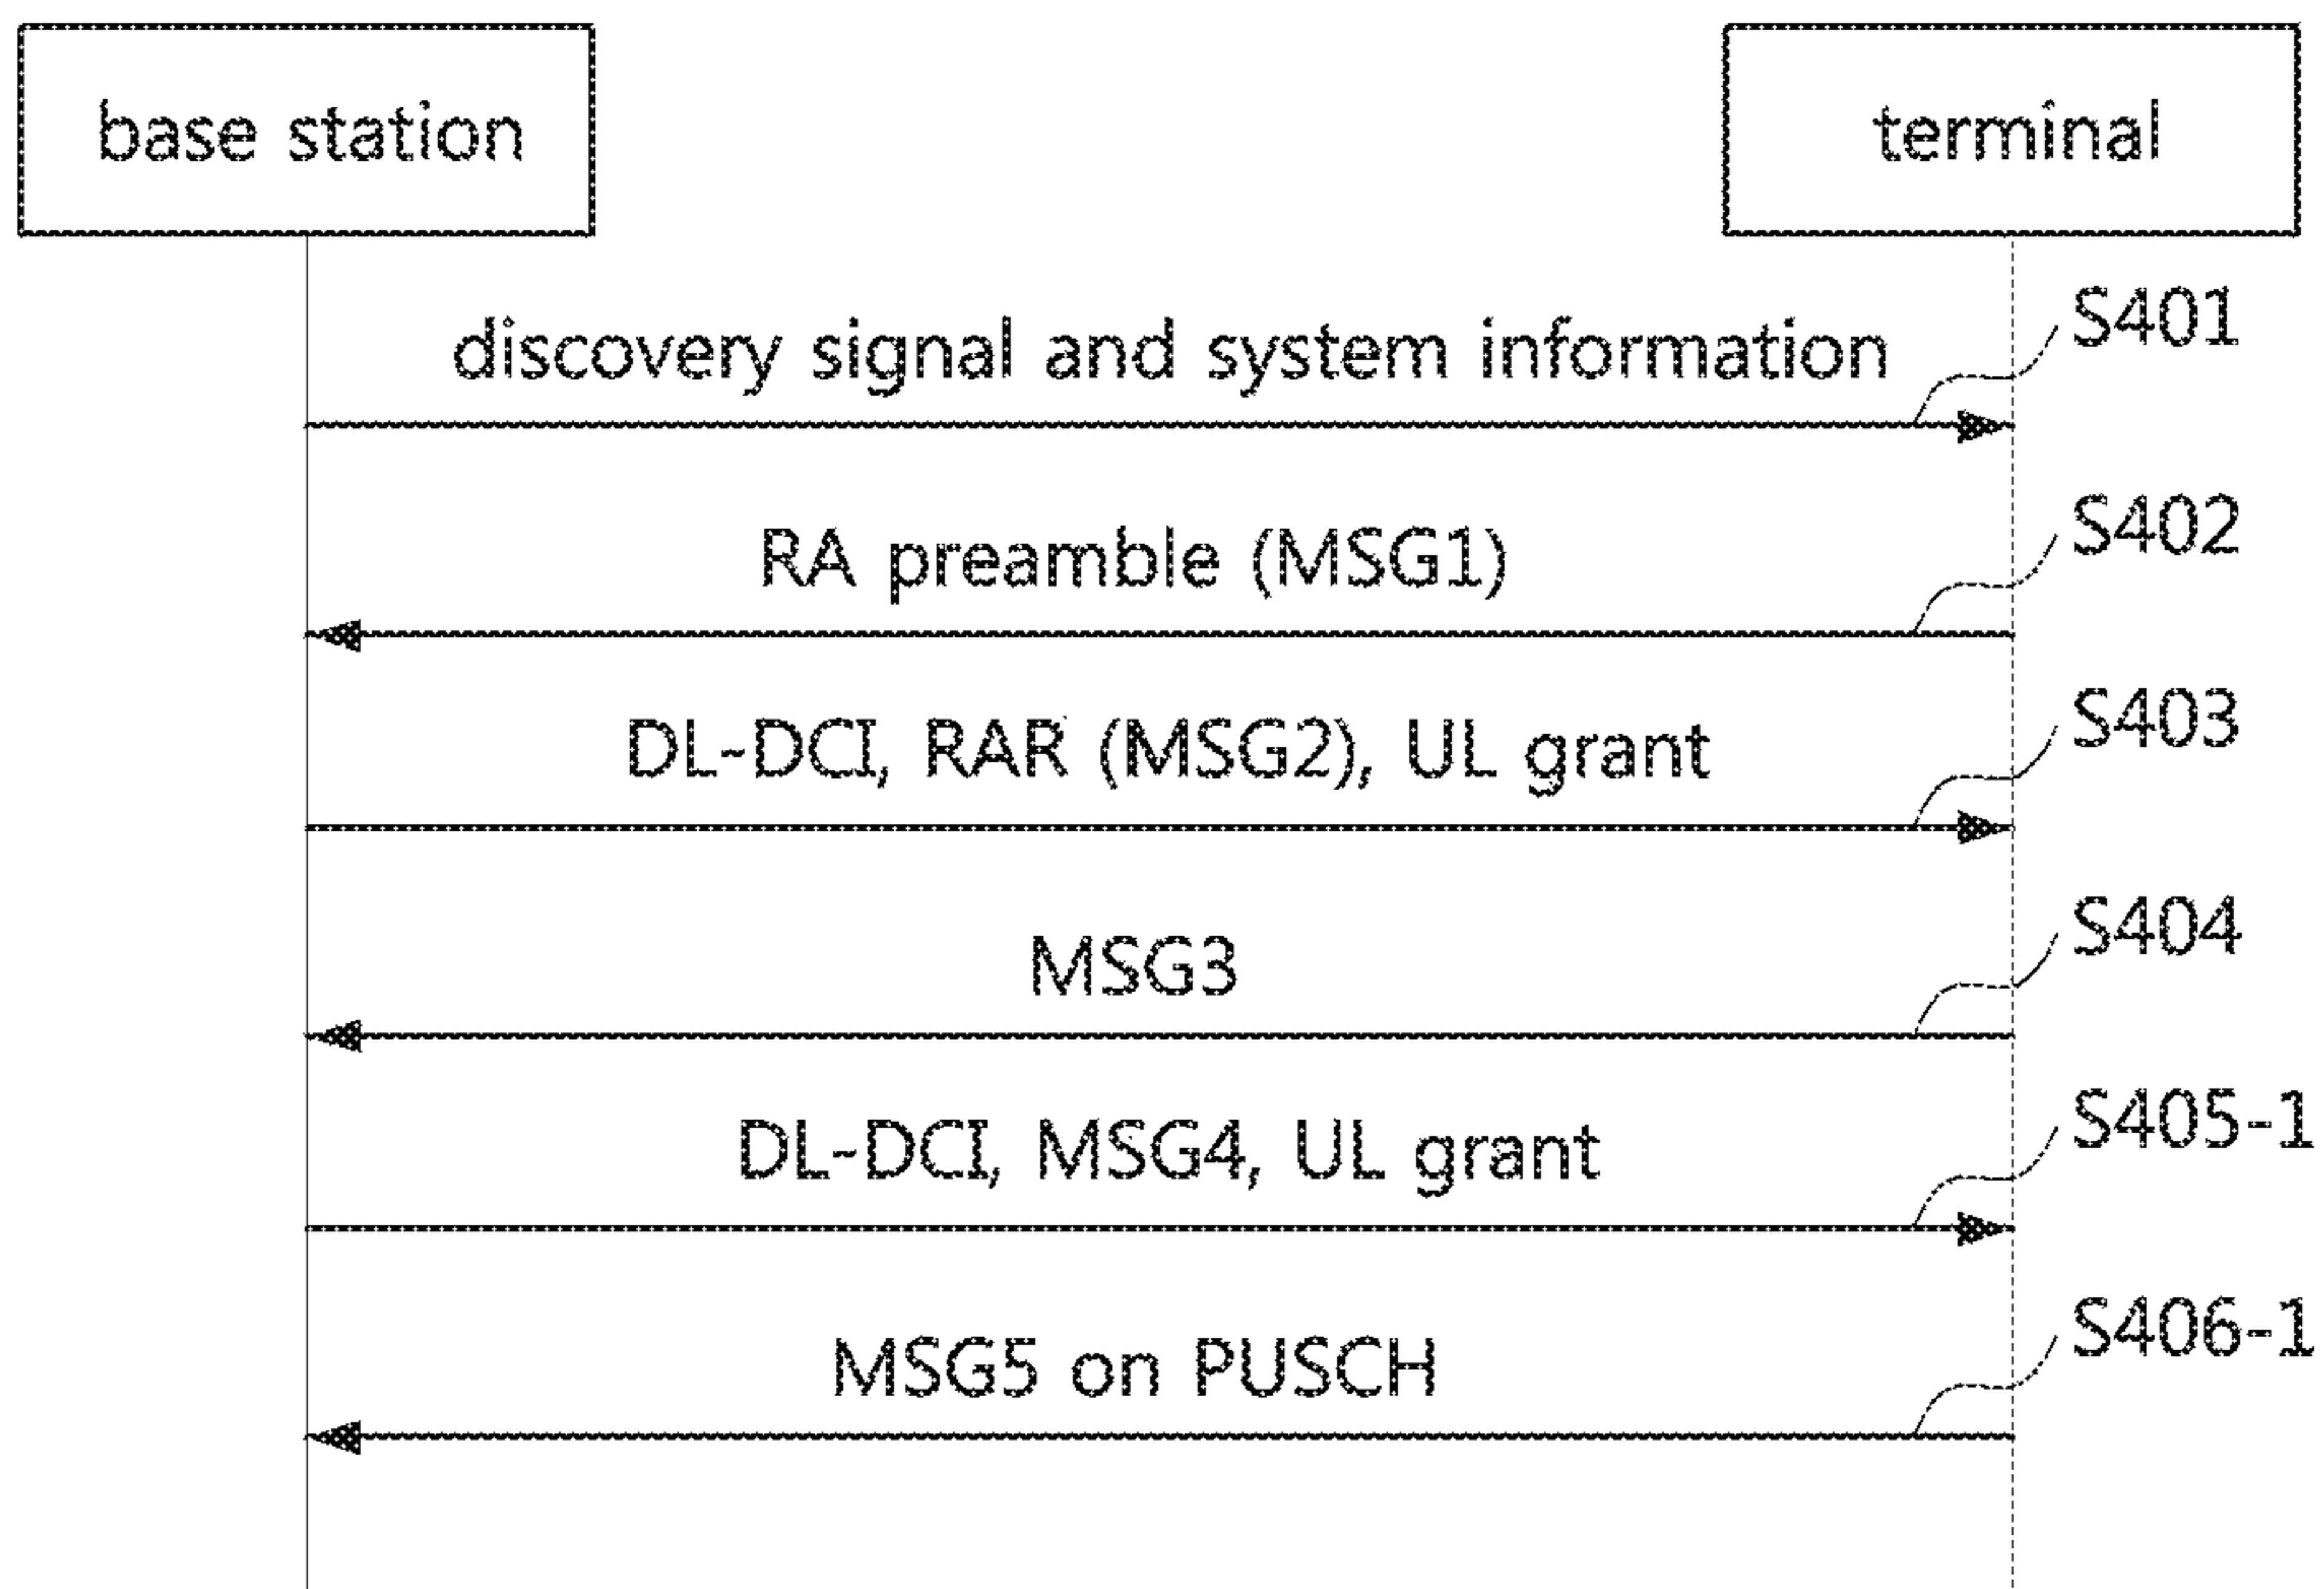 base station
terminal
discovery signal and system information
S401
RA preamble (MSG1)
S402
DL-DCI, RAR (MSG2), UL grant
S403
MSG3
S404
DL-DCI, MSG4, UL grant
S405-1
MSG5 on PUSCH
S406-1